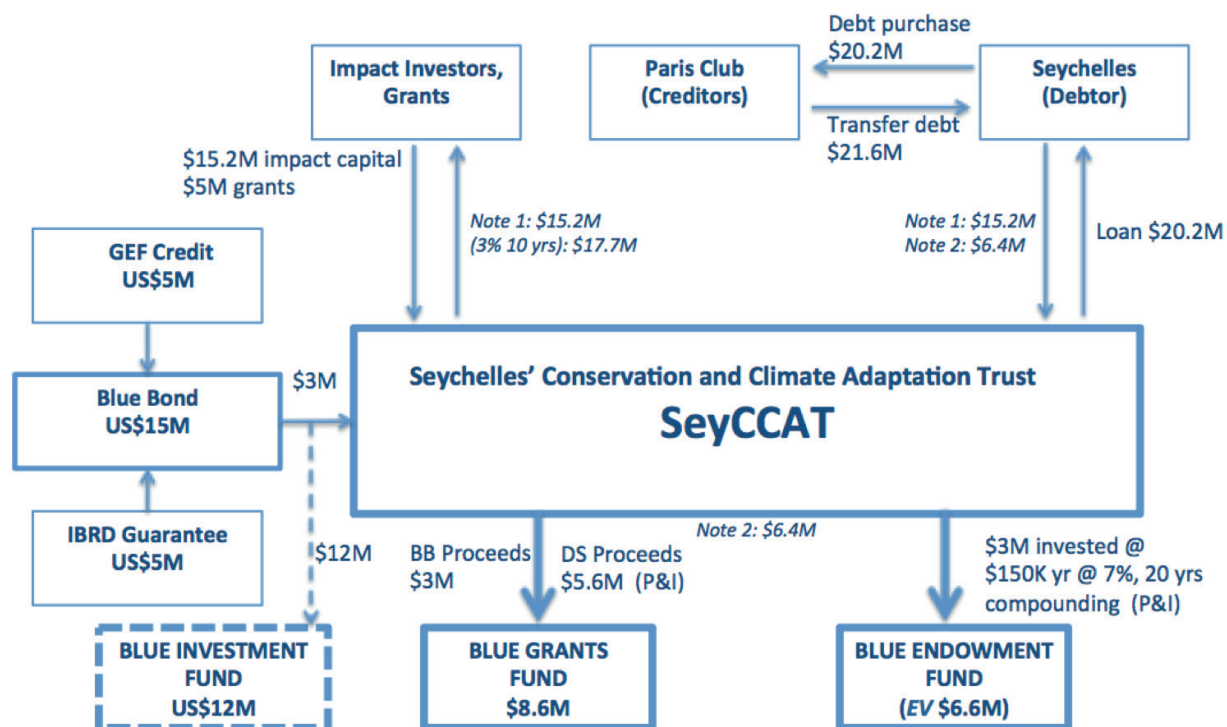 Debt purchase
$20.2M
Impact Investors,
Grants
Paris Club
(Creditors)
Seychelles
(Debtor)
Transfer debt
$21.6M
$15.2M impact capital
$5M grants
Note 1: $15.2M
(3% 10 yrs): $17.7M
Note 1: $15.2M
Note 2: $6.4M
Loan $20.2M
GEF Credit
US$5M
Blue Bond
US$15M
$3M
Seychelles’ Conservation and Climate Adaptation Trust
SeyCCAT
IBRD Guarantee
US$5M
$12M
Note 2: $6.4M
BB Proceeds
$3M
DS Proceeds
$5.6M (P&I)
$3M invested @
$150K yr @ 7%, 20 yrs
compounding (P&I)
BLUE INVESTMENT
FUND
US$12M
BLUE GRANTS
FUND
$8.6M
BLUE ENDOWMENT
FUND
(EV $6.6M)